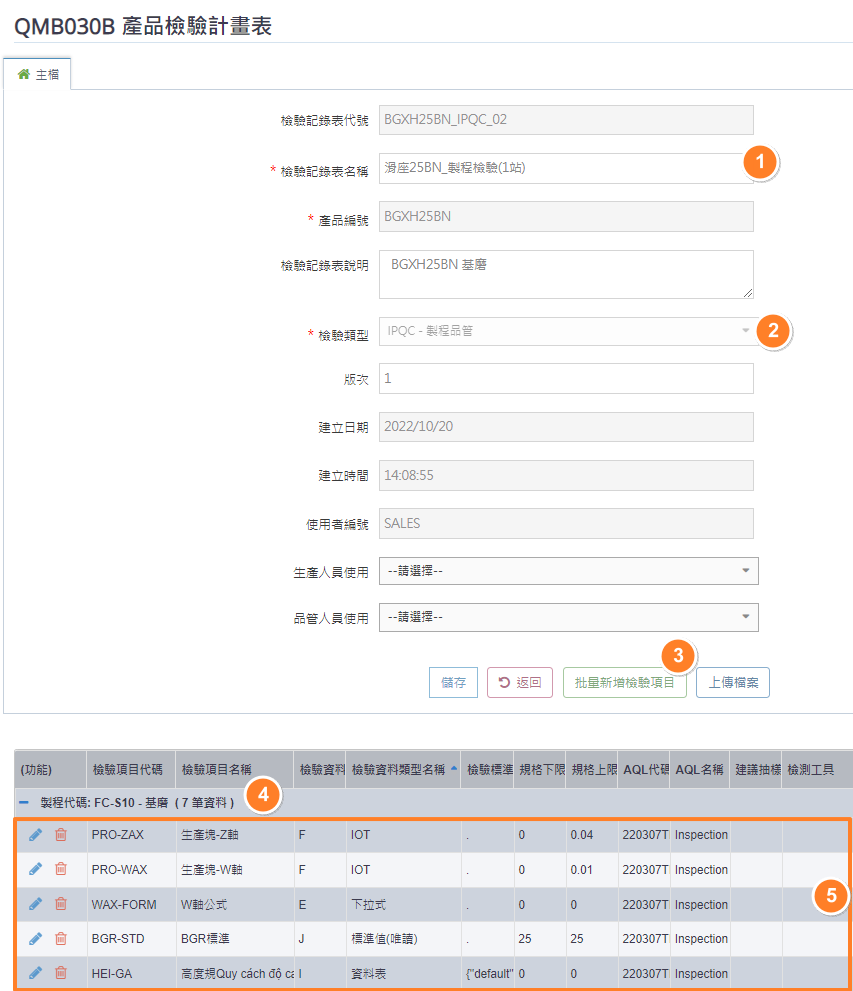 QMB030B 產品檢驗計畫表
主檔
檢驗記錄表代號 BGXH25BN_IPQC_02
* 檢驗記錄表名稱 滑座25BN_製程檢驗(1站) 1
* 產品編號 BGXH25BN
檢驗記錄表說明 BGXH25BN 基磨
* 檢驗類型 IPQC - 製程品管 2
版次 1
建立日期 2022/10/20
建立時間 14:08:55
使用者編號 SALES
生產人員使用 --請選擇--
品管人員使用 --請選擇--
3
儲存 返回 批量新增檢驗項目 上傳檔案
(功能) 檢驗項目代碼 檢驗項目名稱 檢驗資料 檢驗資料類型名稱 檢驗標準 規格下限 規格上限 AQL代碼 AQL名稱 建議抽樣 檢測工具
製程代碼: FC-S10 - 基磨 ( 7 筆資料 ) 4
PRO-ZAX 生產塊-Z軸 F IOT . 0 0.04 220307T Inspection
PRO-WAX 生產塊-W軸 F IOT . 0 0.01 220307T Inspection
WAX-FORM W軸公式 E 下拉式 . 0 0 220307T Inspection 5
BGR-STD BGR標準 J 標準值(唯讀) . 25 25 220307T Inspection
HEI-GA 高度規Quy cách độ ca I 資料表 {"default" 0 0 220307T Inspection